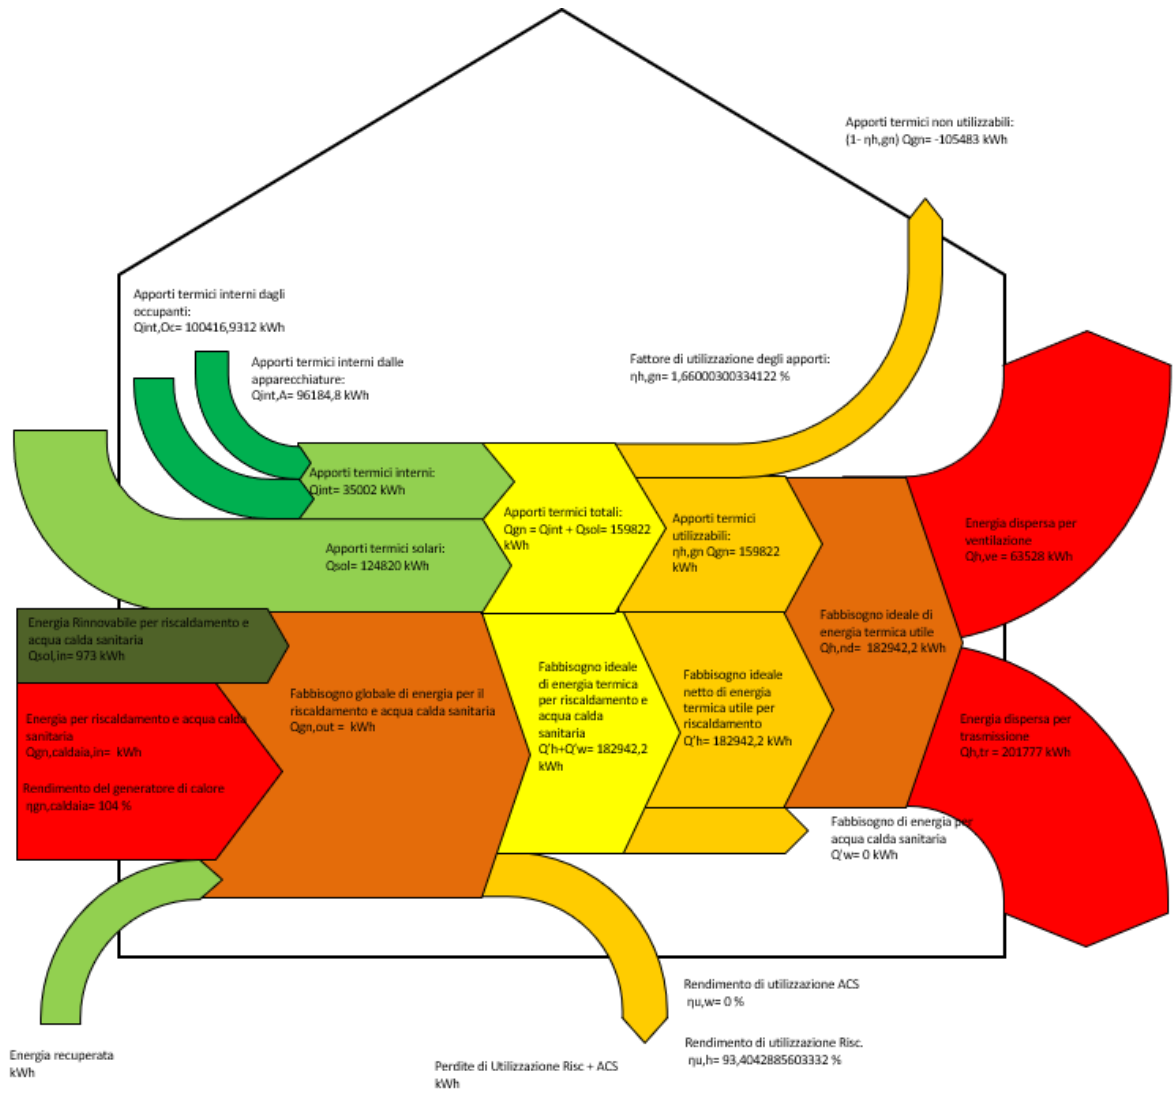 Apporti termici non utilizzabili:
(1- ηh,gn) Qgn= -105483 kWh
Apporti termici interni dagli
occupanti:
Qint,Oc= 100416,9312 kWh
Apporti termici interni dalle
apparecchiature:
Qint,A= 96184,8 kWh
Fattore di utilizzazione degli apporti:
ηh,gn= 1,66000300334122 %
Apporti termici interni:
Qint= 35002 kWh
Apporti termici totali:
Qgn = Qint + Qsol= 159822
kWh
Apporti termici
utilizzabili:
ηh,gn Qgn= 159822
kWh
Energia dispersa per
ventilazione
Qh,ve = 63528 kWh
Apporti termici solari:
Qsol= 124820 kWh
Energia Rinnovabile per riscaldamento e
acqua calda sanitaria
Qsol,in= 973 kWh
Fabbisogno ideale di
energia termica utile
Qh,nd=  182942,2 kWh
Fabbisogno globale di energia per il
riscaldamento e acqua calda sanitaria
Qgn,out =  kWh
Fabbisogno ideale
di energia termica
per riscaldamento e
acqua calda
sanitaria
Q'h+Q'w= 182942,2
kWh
Fabbisogno ideale
netto di energia
termica utile per
riscaldamento
Q'h= 182942,2 kWh
Energia per riscaldamento e acqua calda
sanitaria
Qgn,caldaia,in=  kWh
Rendimento del generatore di calore
ηgn,caldaia= 104 %
Energia dispersa per
trasmissione
Qh,tr = 201777 kWh
Fabbisogno di energia per
acqua calda sanitaria
Q'w= 0 kWh
Rendimento di utilizzazione ACS
ηu,w= 0 %
Rendimento di utilizzazione Risc.
ηu,h= 93,4042885603332 %
Energia recuperata
kWh
Perdite di Utilizzazione Risc + ACS
kWh